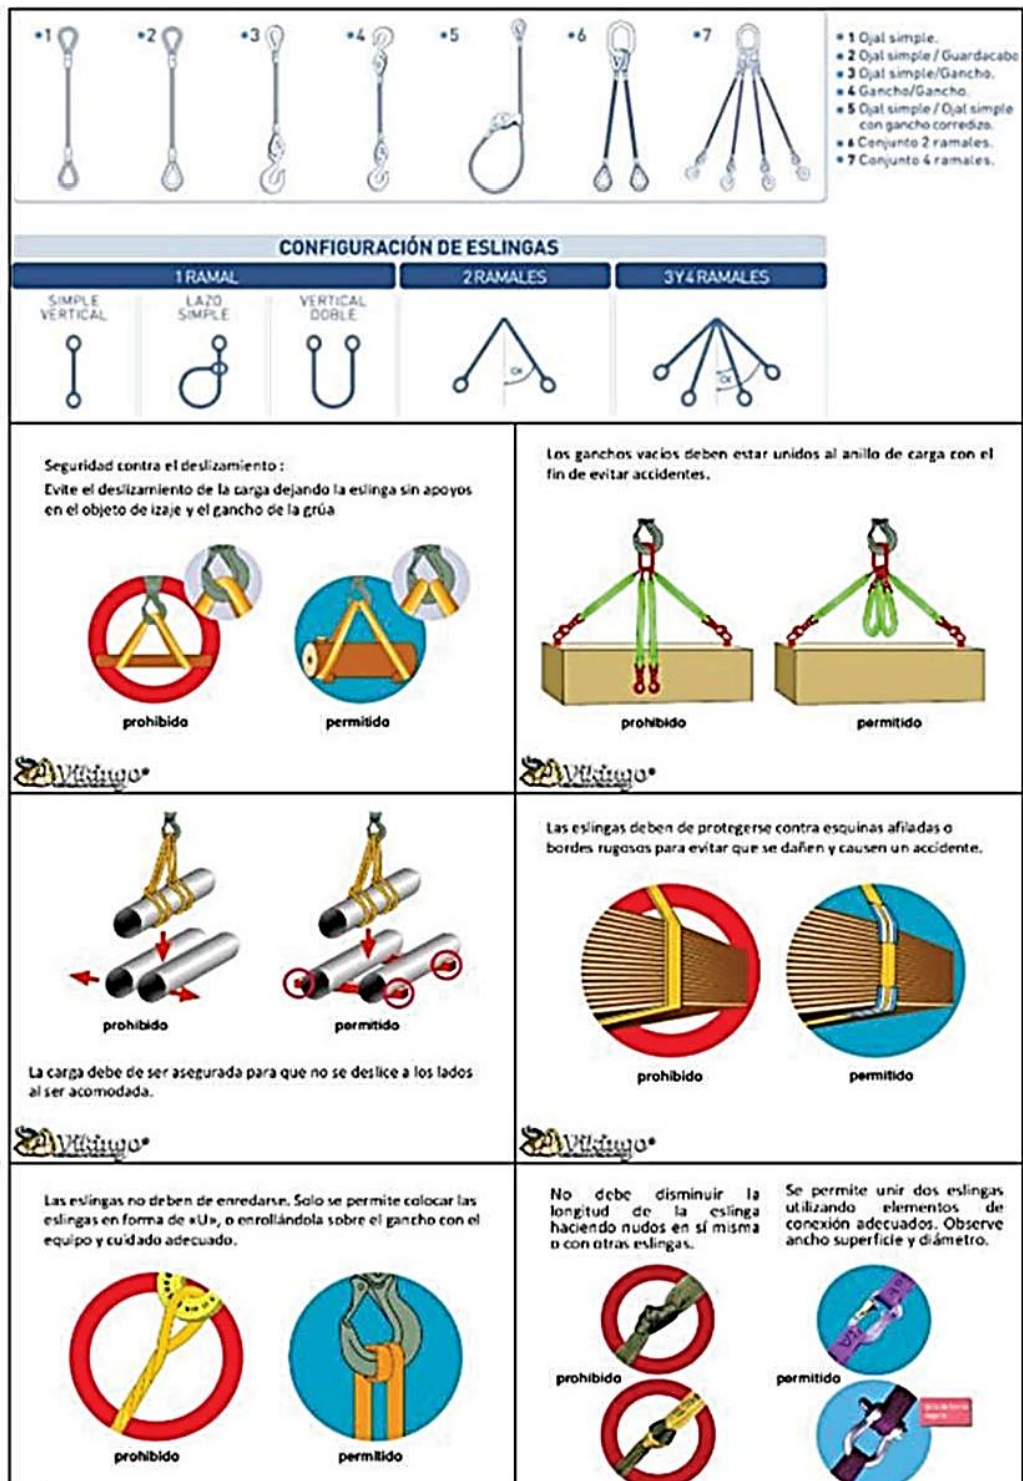 •1 •2 •3 •4 •5 •6 •7
• 1 Ojal simple.
• 2 Ojal simple / Guardacabo
• 3 Ojal simple/Gancho.
• 4 Gancho/Gancho.
• 5 Ojal simple / Ojal simple
con gancho corredizo.
• 6 Conjunto 2 ramales.
• 7 Conjunto 4 ramales.
CONFIGURACIÓN DE ESLINGAS
1 RAMAL
2 RAMALES
3 Y 4 RAMALES
SIMPLE
VERTICAL
LAZO
SIMPLE
VERTICAL
DOBLE
α
α
Seguridad contra el deslizamiento :
Evite el deslizamiento de la carga dejando la eslinga sin apoyos
en el objeto de izaje y el gancho de la grúa
prohibido
permitido
Vikingo®
Los ganchos vacios deben estar unidos al anillo de carga con el
fin de evitar accidentes.
prohibido
permitido
Vikingo®
prohibido
permitido
La carga debe de ser asegurada para que no se deslice a los lados
al ser acomodada.
Vikingo®
Las eslingas deben de protegerse contra esquinas afiladas o
bordes rugosos para evitar que se dañen y causen un accidente.
prohibido
permitido
Vikingo®
Las eslingas no deben de enredarse. Solo se permite colocar las
eslingas en forma de «U», o enrollándola sobre el gancho con el
equipo y cuidado adecuado.
prohibido
permitido
No debe disminuir la
longitud de la eslinga
haciendo nudos en sí misma
o con otras eslingas.
prohibido
Se permite unir dos eslingas
utilizando elementos de
conexión adecuados. Observe
ancho superficie y diámetro.
permitido